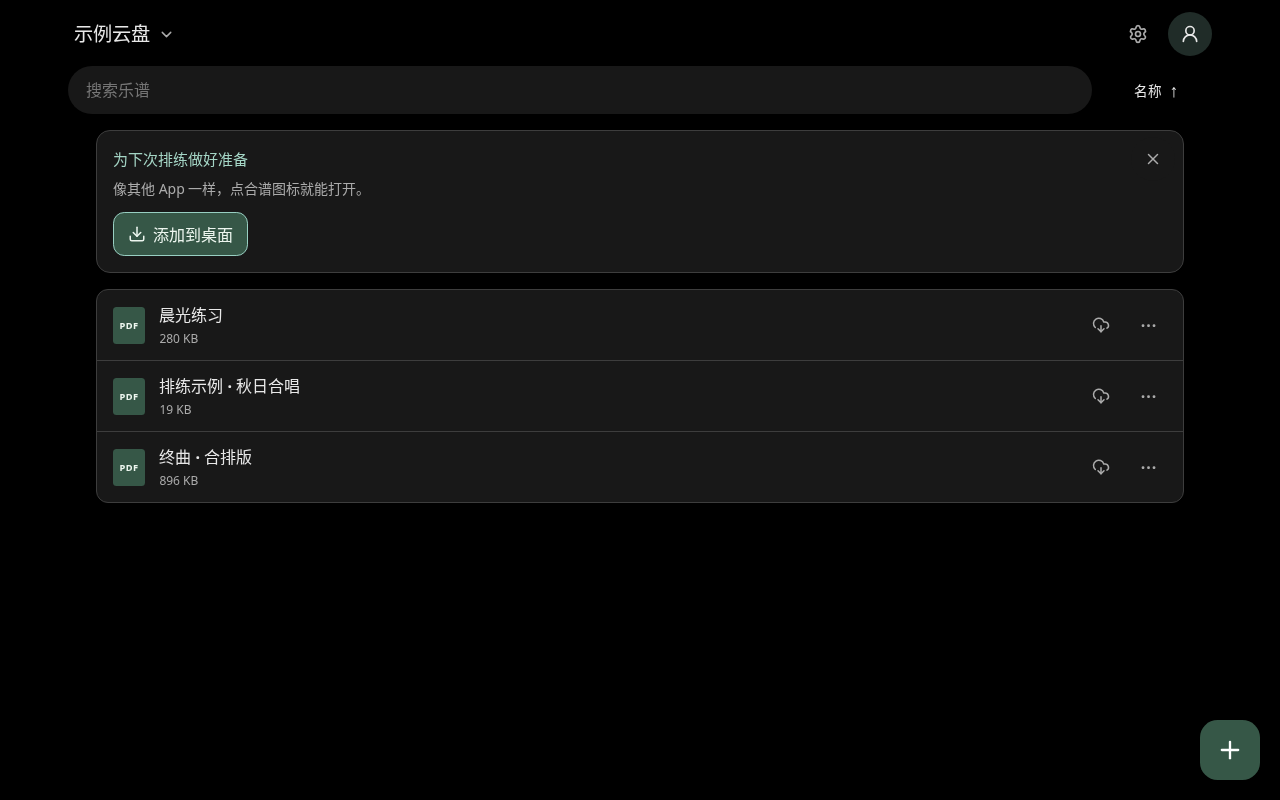 示例云盘
搜索乐谱
名称 ↑
为下次排练做好准备
像其他 App 一样，点合谱图标就能打开。
添加到桌面
PDF
晨光练习
280 KB
PDF
排练示例 · 秋日合唱
19 KB
PDF
终曲 · 合排版
896 KB